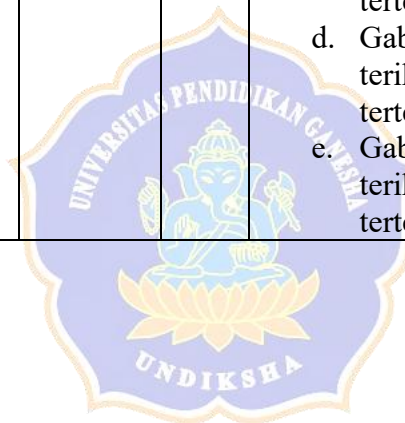 terte
d. Gab
teril
terte
e. Gab
teril
terte
UNIVERSITAS PENDIDIKAN GANESHA
UNDIKSHA